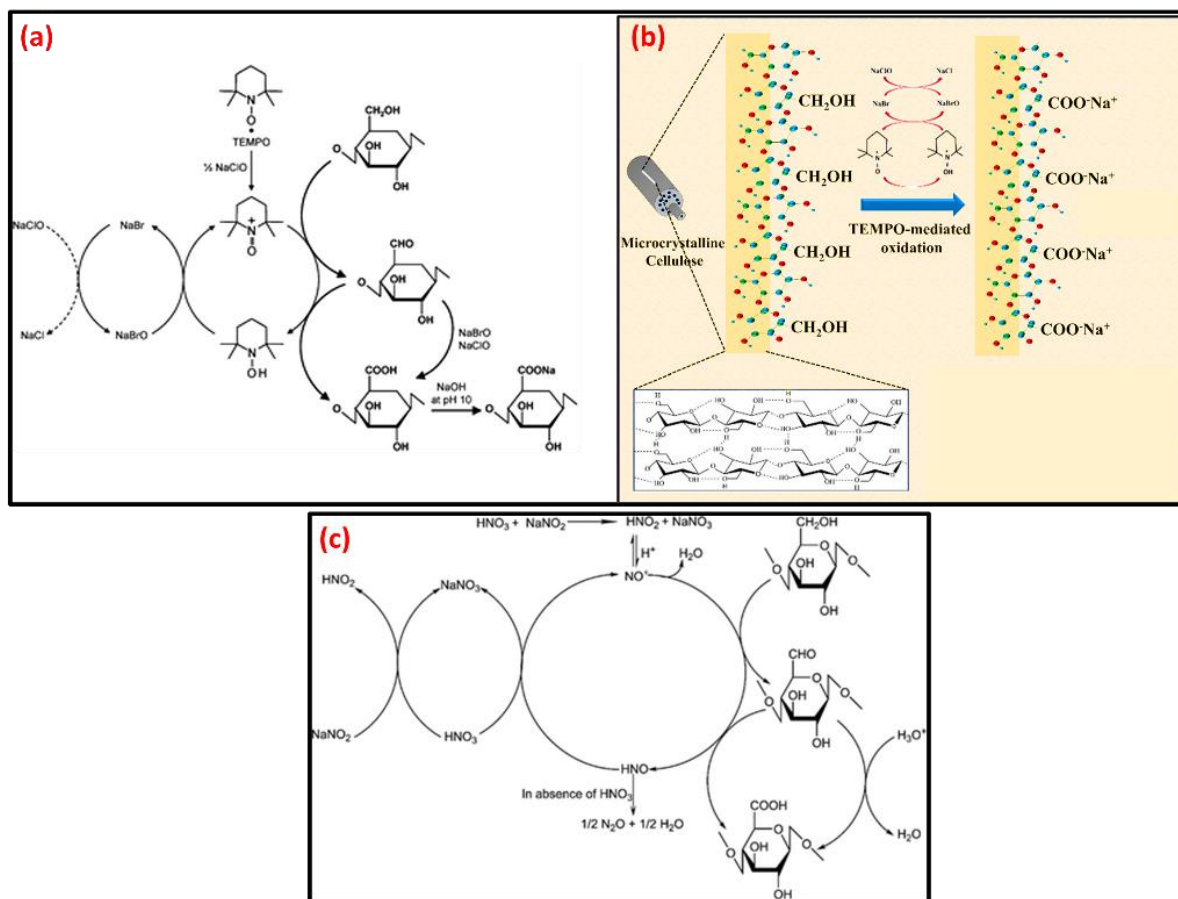 (a)
N
O
•
TEMPO
½ NaClO
CH₂OH
O
OH
OH
NaClO
NaBr
N
O
+
CHO
O
OH
OH
NaCl
NaBrO
N
OH
NaBrO
NaClO
COOH
O
OH
OH
NaOH
at pH 10
COONa
O
OH
OH
(b)
NaClO
NaCl
NaBr
NaBrO
N
O
N
OH
CH₂OH
CH₂OH
CH₂OH
CH₂OH
Microcrystalline
Cellulose
TEMPO-mediated
oxidation
COO⁻Na⁺
COO⁻Na⁺
COO⁻Na⁺
COO⁻Na⁺
(c)
HNO₃ + NaNO₂
HNO₂ + NaNO₃
H⁺
NO⁺
H₂O
CH₂OH
O
O
O
OH
OH
HNO₂
NaNO₃
CHO
O
O
O
OH
OH
NaNO₂
HNO₃
HNO
H₃O⁺
In absence of HNO₃
1/2 N₂O + 1/2 H₂O
COOH
O
O
O
OH
OH
H₂O